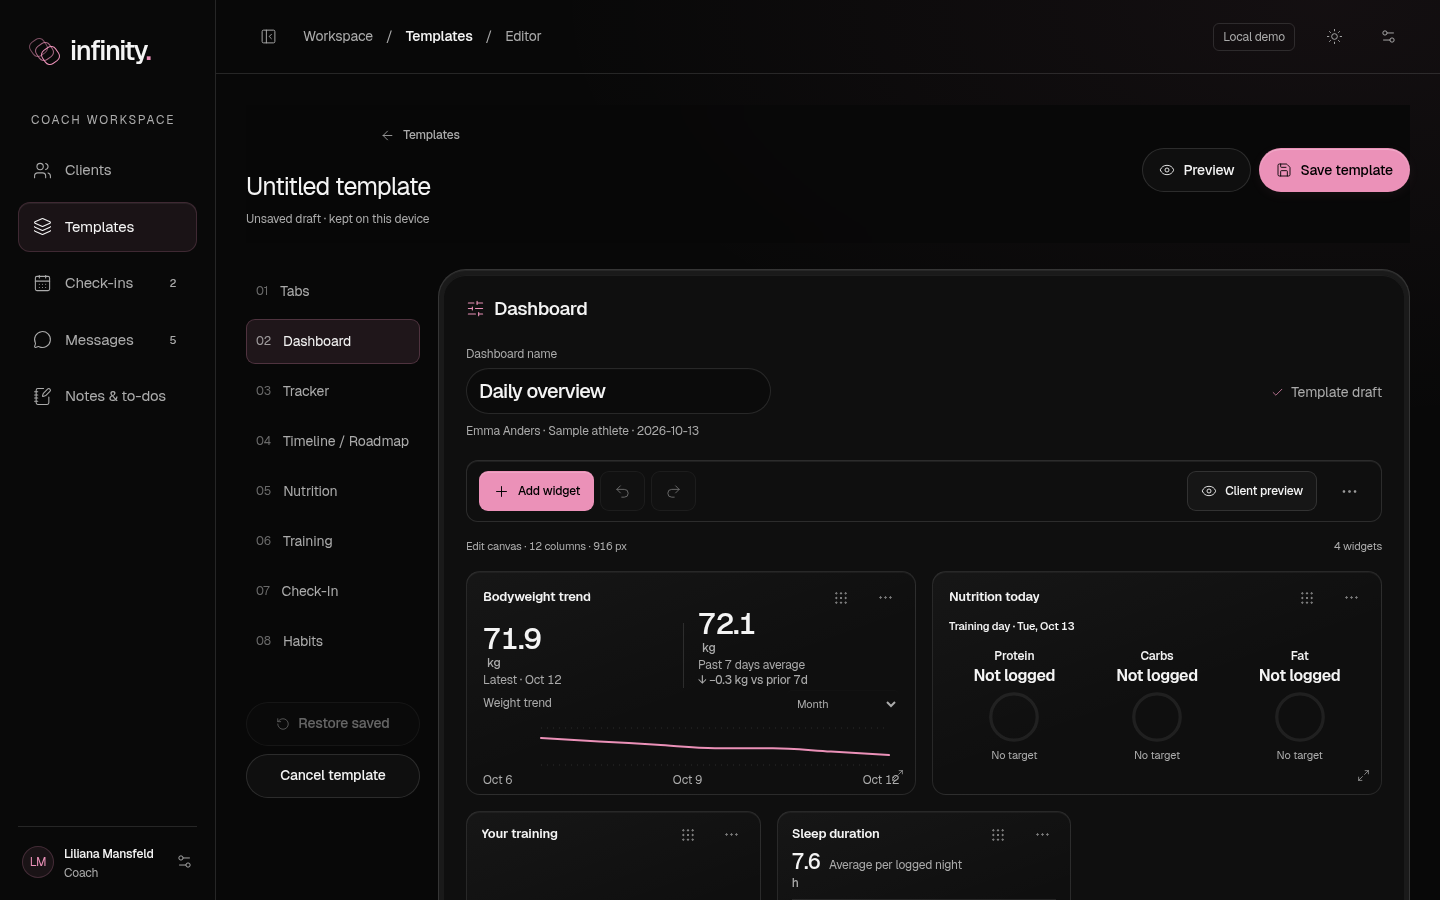 infinity.
COACH WORKSPACE
Clients
Templates
Check-ins 2
Messages 5
Notes & to-dos
LM
Liliana Mansfeld
Coach
Workspace / Templates / Editor
Local demo
Templates
Untitled template
Unsaved draft · kept on this device
Preview
Save template
01 Tabs
02 Dashboard
03 Tracker
04 Timeline / Roadmap
05 Nutrition
06 Training
07 Check-In
08 Habits
Restore saved
Cancel template
Dashboard
Dashboard name
Daily overview
Template draft
Emma Anders · Sample athlete · 2026-10-13
Add widget
Client preview
Edit canvas · 12 columns · 916 px
4 widgets
Bodyweight trend
71.9
kg
Latest · Oct 12
72.1
kg
Past 7 days average
↓ −0.3 kg vs prior 7d
Weight trend
Month
Oct 6
Oct 9
Oct 12
Nutrition today
Training day · Tue, Oct 13
Protein
Not logged
No target
Carbs
Not logged
No target
Fat
Not logged
No target
Your training
Sleep duration
7.6 Average per logged night
h